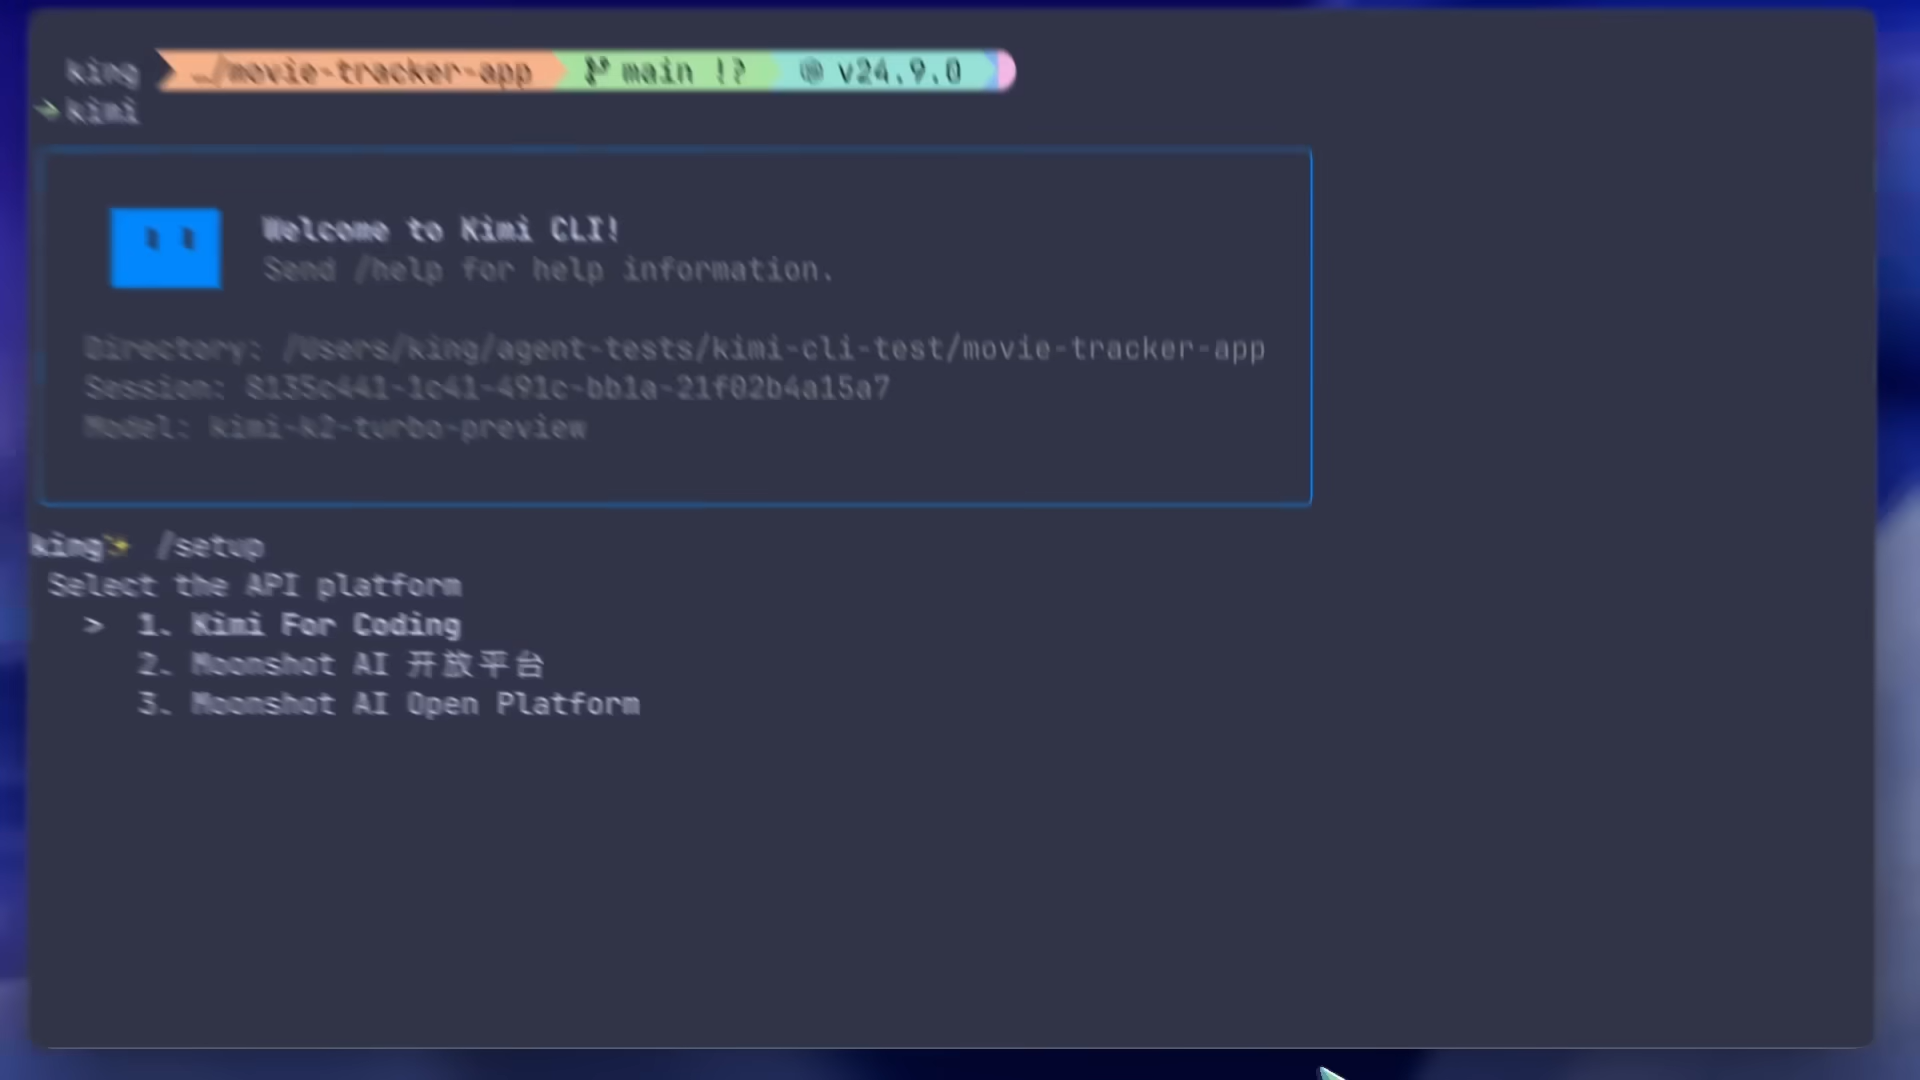 king …/movie-tracker-app main !? v24.9.0
→ kimi
Welcome to Kimi CLI!
Send /help for help information.
Directory: /Users/king/agent-tests/kimi-cli-test/movie-tracker-app
Session: 8135c441-1c41-491c-bb1a-21f02b4a15a7
Model: kimi-k2-turbo-preview
king✨ /setup
Select the API platform
> 1. Kimi For Coding
2. Moonshot AI 开放平台
3. Moonshot AI Open Platform